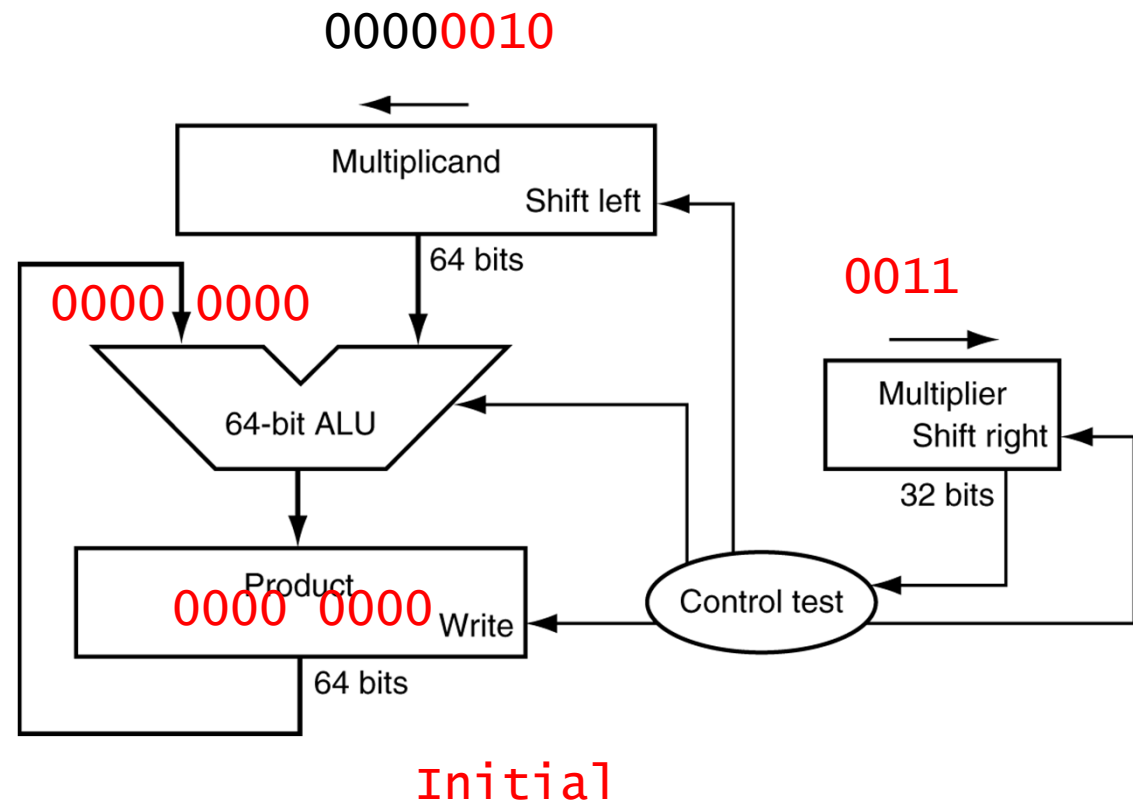 00000010
Multiplicand
Shift left
64 bits
0011
0000 0000
Multiplier
Shift right
64-bit ALU
32 bits
Product
0000 0000
Write
Control test
64 bits
Initial